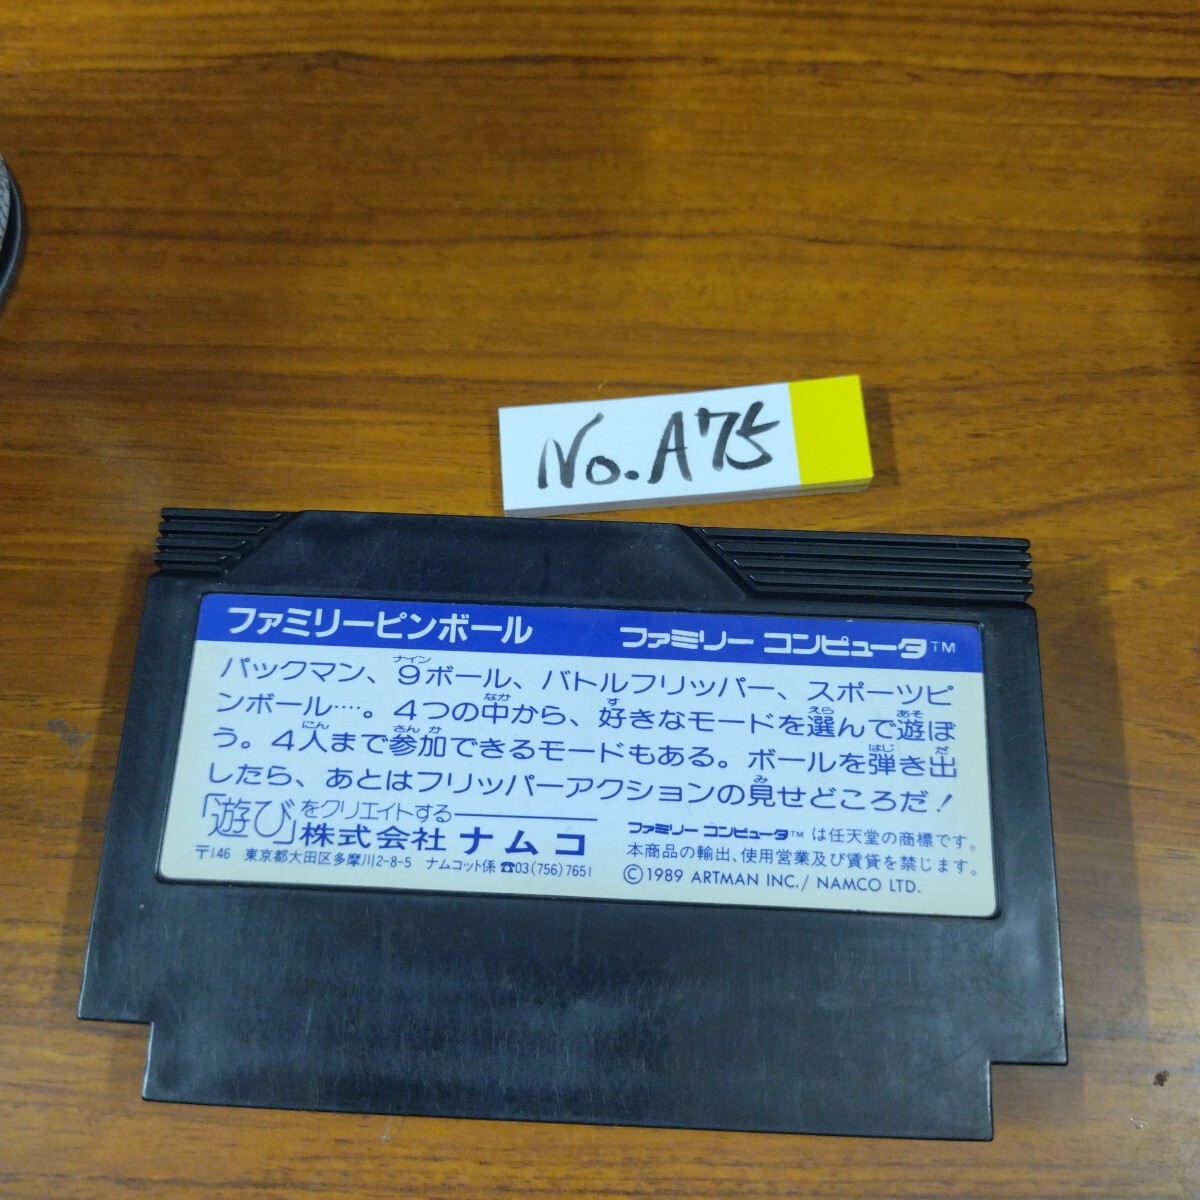 No.A75
ファミリーピンボール ファミリー コンピュータ™
パックマン、9ボール、バトルフリッパー、スポーツピ
ンボール‥‥。4つの中から、好きなモードを選んで遊ぼ
う。4人まで参加できるモードもある。ボールを弾き出
したら、あとはフリッパーアクションの見せどころだ!
「遊び」をクリエイトする
株式会社 ナムコ
〒146 東京都大田区多摩川2-8-5 ナムコット係 ☎03(756)7651
ファミリー コンピュータ™ は任天堂の商標です。
本商品の輸出、使用営業及び賃貸を禁じます。
©1989 ARTMAN INC./ NAMCO LTD.